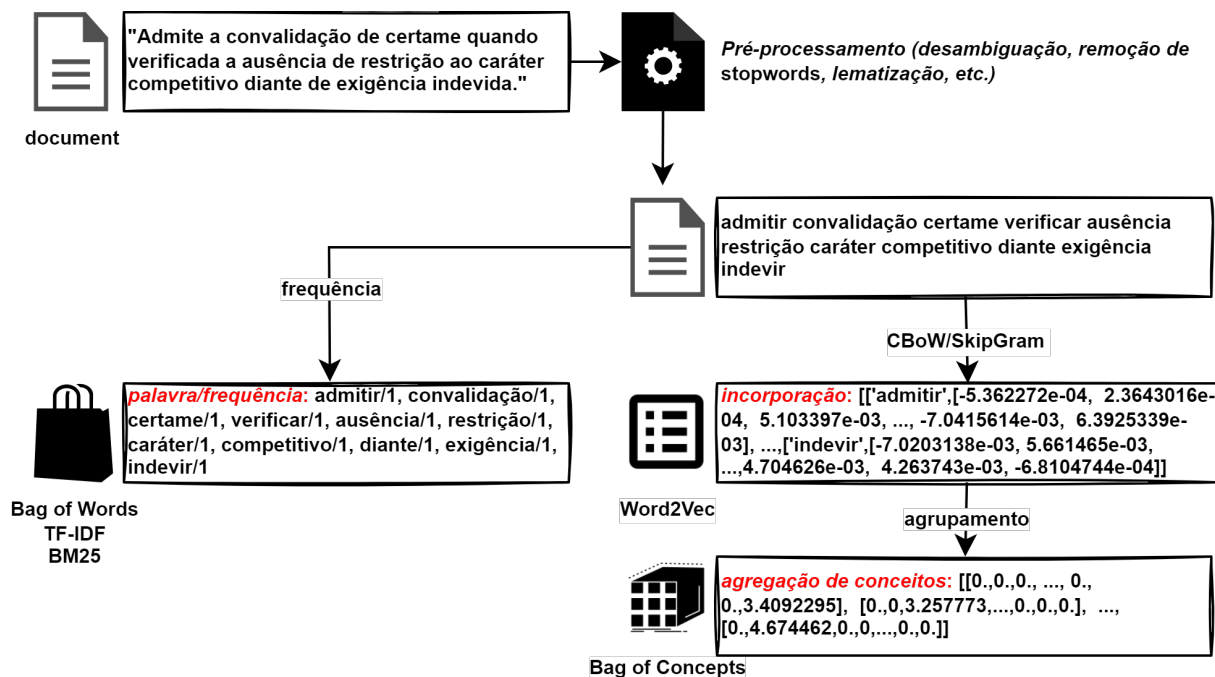 "Admite a convalidação de certame quando
verificada a ausência de restrição ao caráter
competitivo diante de exigência indevida."
Pré-processamento (desambiguação, remoção de
stopwords, lematização, etc.)
document
admitir convalidação certame verificar ausência
restrição caráter competitivo diante exigência
indevir
frequência
CBoW/SkipGram
palavra/frequência: admitir/1, convalidação/1,
certame/1, verificar/1, ausência/1, restrição/1,
caráter/1, competitivo/1, diante/1, exigência/1,
indevir/1
Bag of Words
TF-IDF
BM25
incorporação: [['admitir',[-5.362272e-04, 2.3643016e-
04, 5.103397e-03, ..., -7.0415614e-03, 6.3925339e-
03], ...,['indevir',[-7.0203138e-03, 5.661465e-03,
...,4.704626e-03, 4.263743e-03, -6.8104744e-04]]
Word2Vec
agrupamento
agregação de conceitos: [[0.,0.,0., ..., 0.,
0.,3.4092295], [0.,0,3.257773,...,0.,0.,0.], ...,
[0.,4.674462,0.,0,...,0.,0.]]
Bag of Concepts